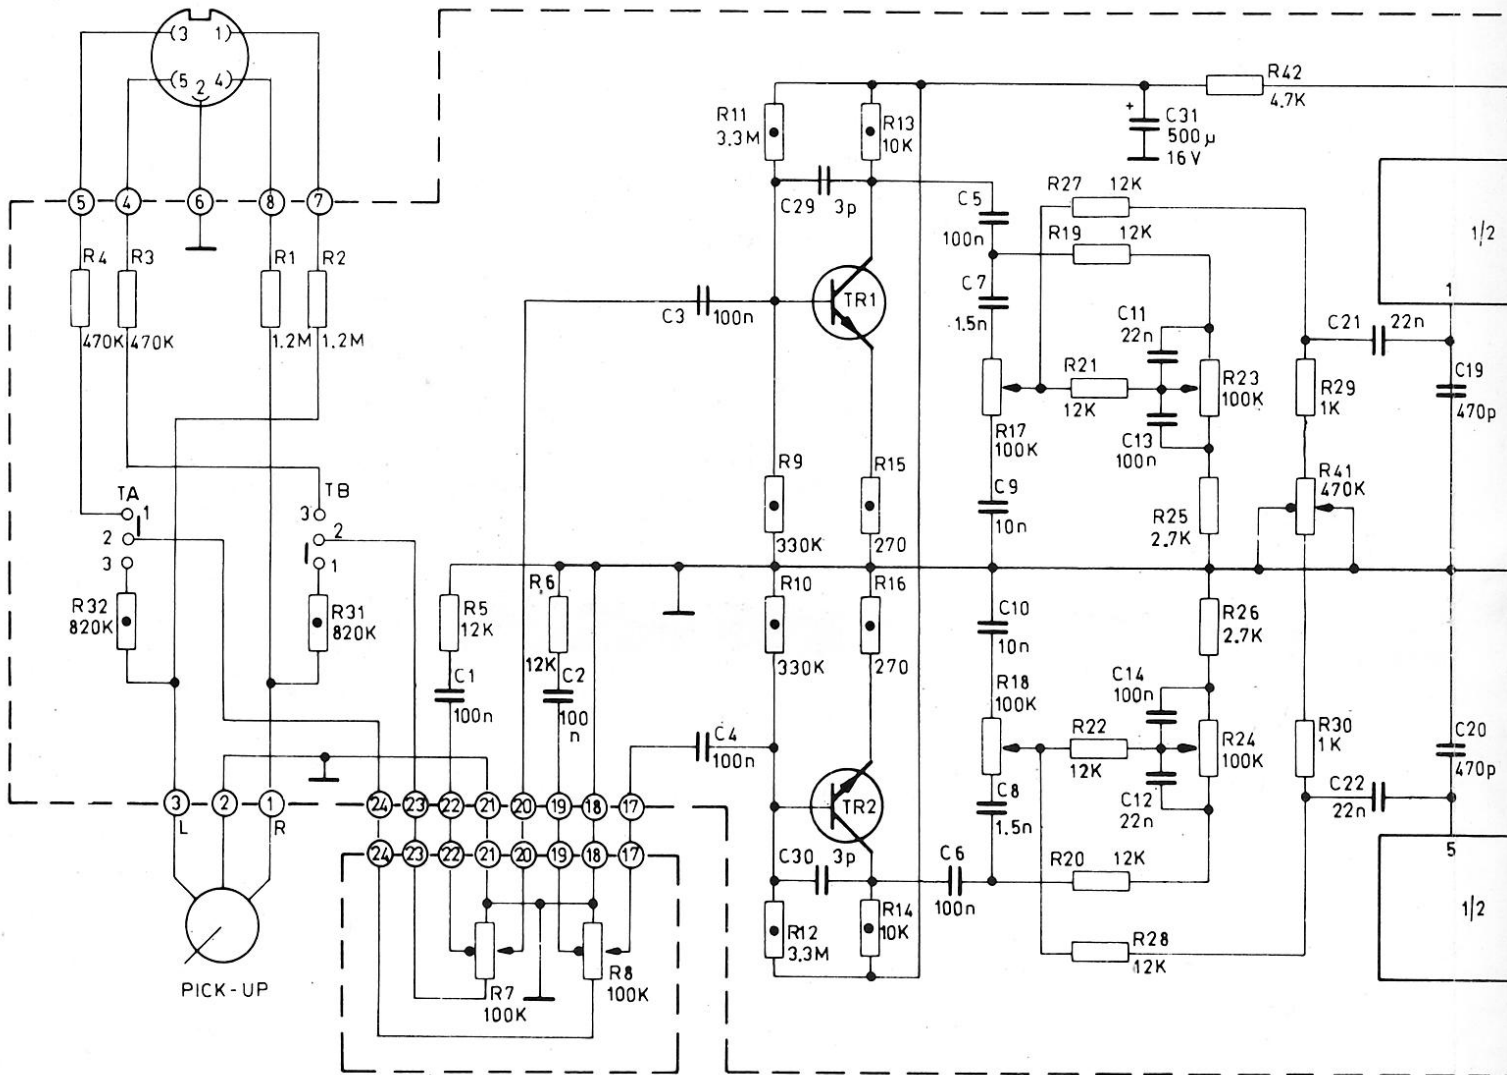 3 1
5 2 4
5 4 6 8 7
R4 R3 R1 R2
470K 470K 1.2M 1.2M
TA
1
2
3
TB
3
2
1
R32
820K
R31
820K
3 2 1
L R
PICK-UP
24 23 22 21 20 19 18 17
24 23 22 21 20 19 18 17
R5
12K
R6
12K
C1
100n
C2
100
n
R7
100K
R8
100K
C3 100n
C4
100n
R11
3.3M
R13
10K
C29 3p
TR1
R9
330K
R15
270
R10
330K
R16
270
TR2
C30 3p
R12
3.3M
R14
10K
C6
100n
C5
100n
C7
1.5n
R17
100K
C9
10n
C10
10n
R18
100K
C8
1.5n
R42
4.7K
+
C31
500μ
16V
R27 12K
R19 12K
C11
22n
R21
12K
C13
100n
R23
100K
R25
2.7K
R26
2.7K
C14
100n
R22
12K
C12
22n
R24
100K
R20 12K
R28
12K
C21 22n
R29
1K
R41
470K
R30
1K
C22
22n
C19
470p
C20
470p
1/2
1
5
1/2